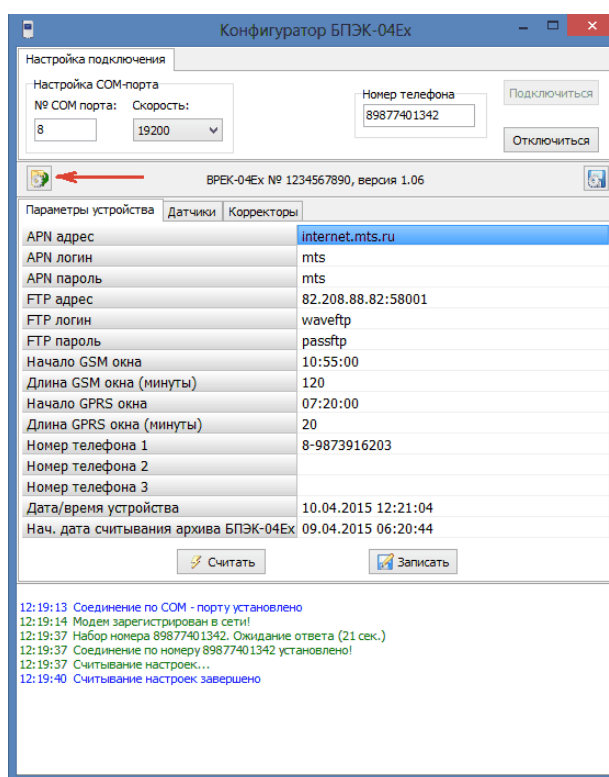 Конфигуратор БПЭК-04Ex
Настройка подключения
Настройка COM-порта
№ COM порта: Скорость:
8 19200
Номер телефона
89877401342
Подключиться
Отключиться
BPEK-04Ex № 1234567890, версия 1.06
Параметры устройства Датчики Корректоры
APN адрес internet.mts.ru
APN логин mts
APN пароль mts
FTP адрес 82.208.88.82:58001
FTP логин waveftp
FTP пароль passftp
Начало GSM окна 10:55:00
Длина GSM окна (минуты) 120
Начало GPRS окна 07:20:00
Длина GPRS окна (минуты) 20
Номер телефона 1 8-9873916203
Номер телефона 2
Номер телефона 3
Дата/время устройства 10.04.2015 12:21:04
Нач. дата считывания архива БПЭК-04Ex 09.04.2015 06:20:44
Считать Записать
12:19:13 Соединение по COM - порту установлено
12:19:14 Модем зарегистрирован в сети!
12:19:37 Набор номера 89877401342. Ожидание ответа (21 сек.)
12:19:37 Соединение по номеру 89877401342 установлено!
12:19:37 Считывание настроек...
12:19:40 Считывание настроек завершено